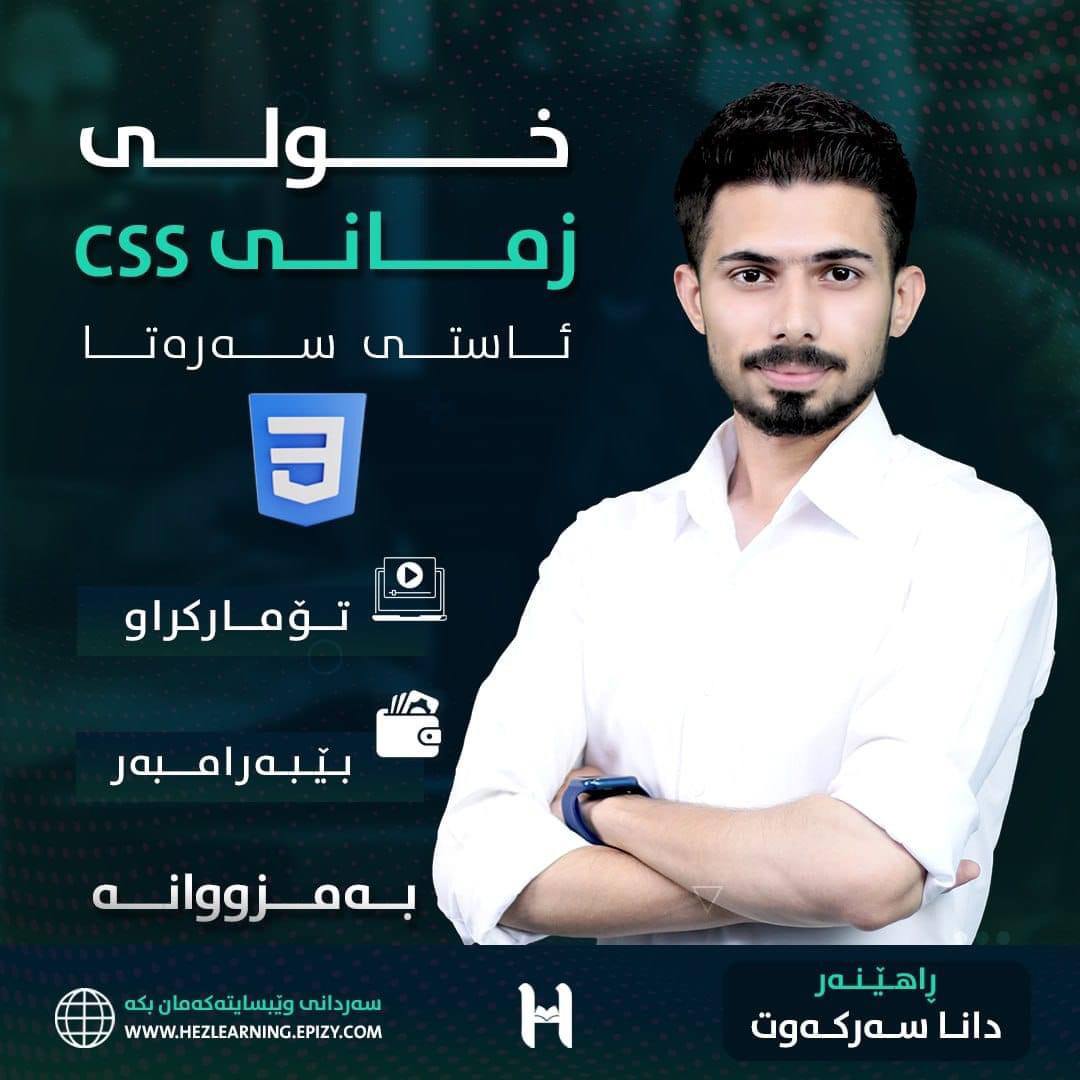 خولی
زمانی CSS
ئاستی سەرەتا
تۆمارکراو
بێبەرامبەر
بەمزووانە
ڕاهێنەر
دانا سەرکەوت
سەردانی وێبسایتەکەمان بکە
WWW.HEZLEARNING.EPIZY.COM